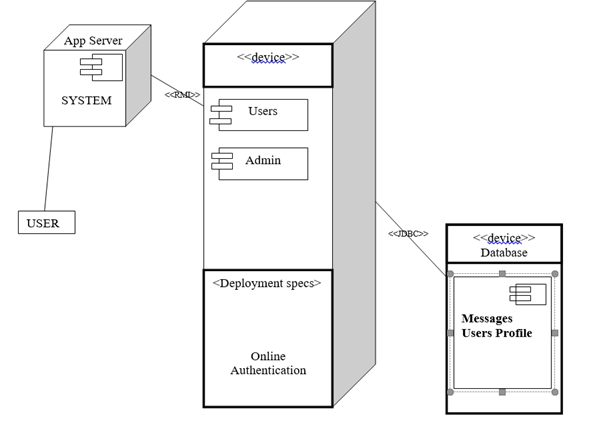 App Server
SYSTEM
USER
<<RMI>>
<<device>>
Users
Admin
<Deployment specs>
Online
Authentication
<<JDBC>>
<<device>>
Database
Messages
Users Profile